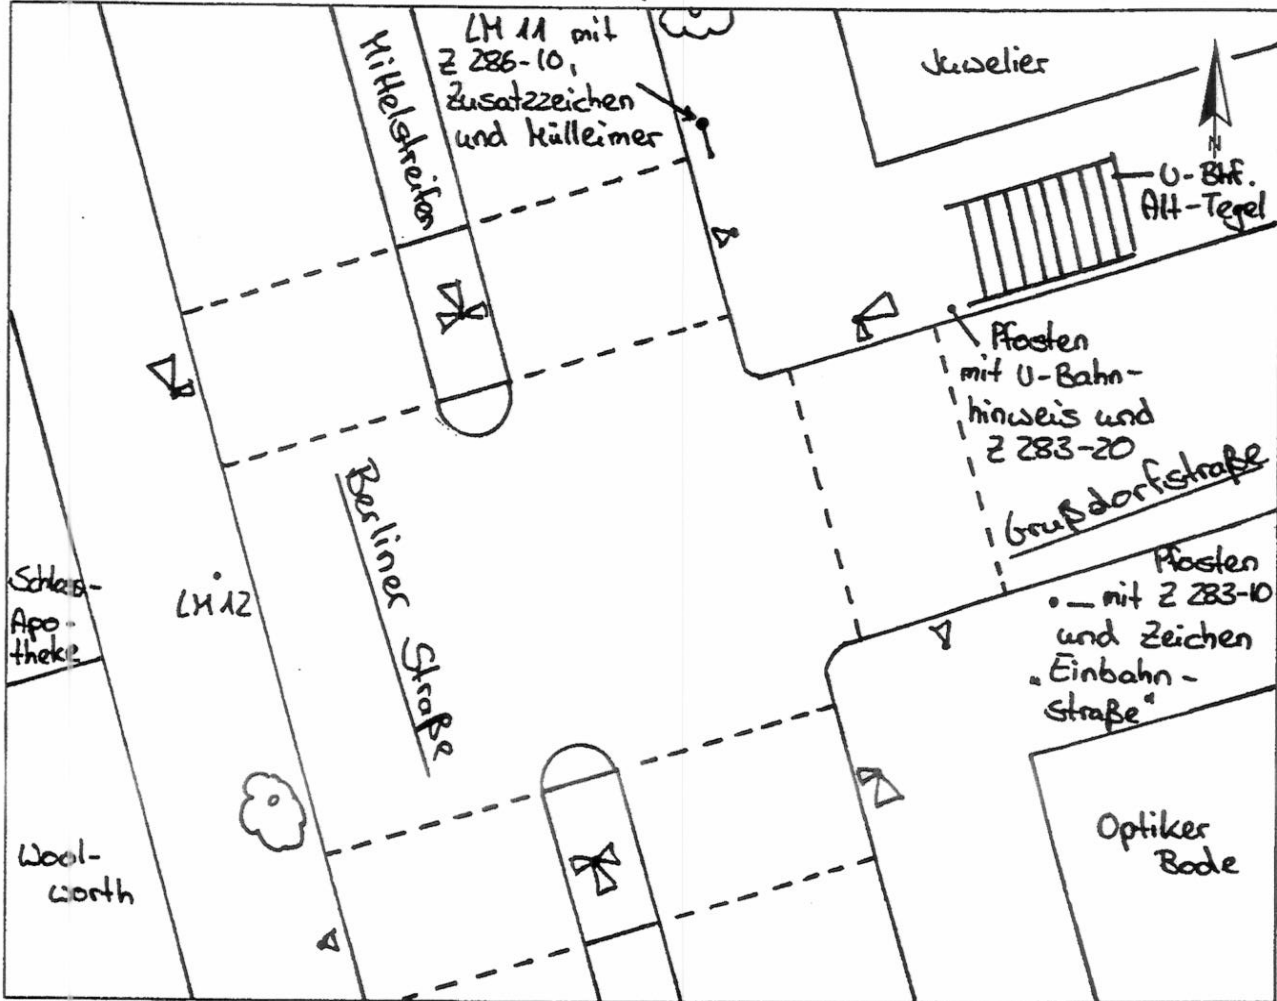 LM 11 mit
Z 286-10,
Zusatzzeichen
und Mülleimer
Mittelstreifen
Juwelier
N
U-Bhf.
Alt-Tegel
Pfosten
mit U-Bahn-
hinweis und
Z 283-20
Grußdorfstraße
Pfosten
mit Z 283-10
und Zeichen
"Einbahn-
straße"
Berliner Straße
LM 12
Schloss-
Apo-
theke
Wool-
worth
Optiker
Bode